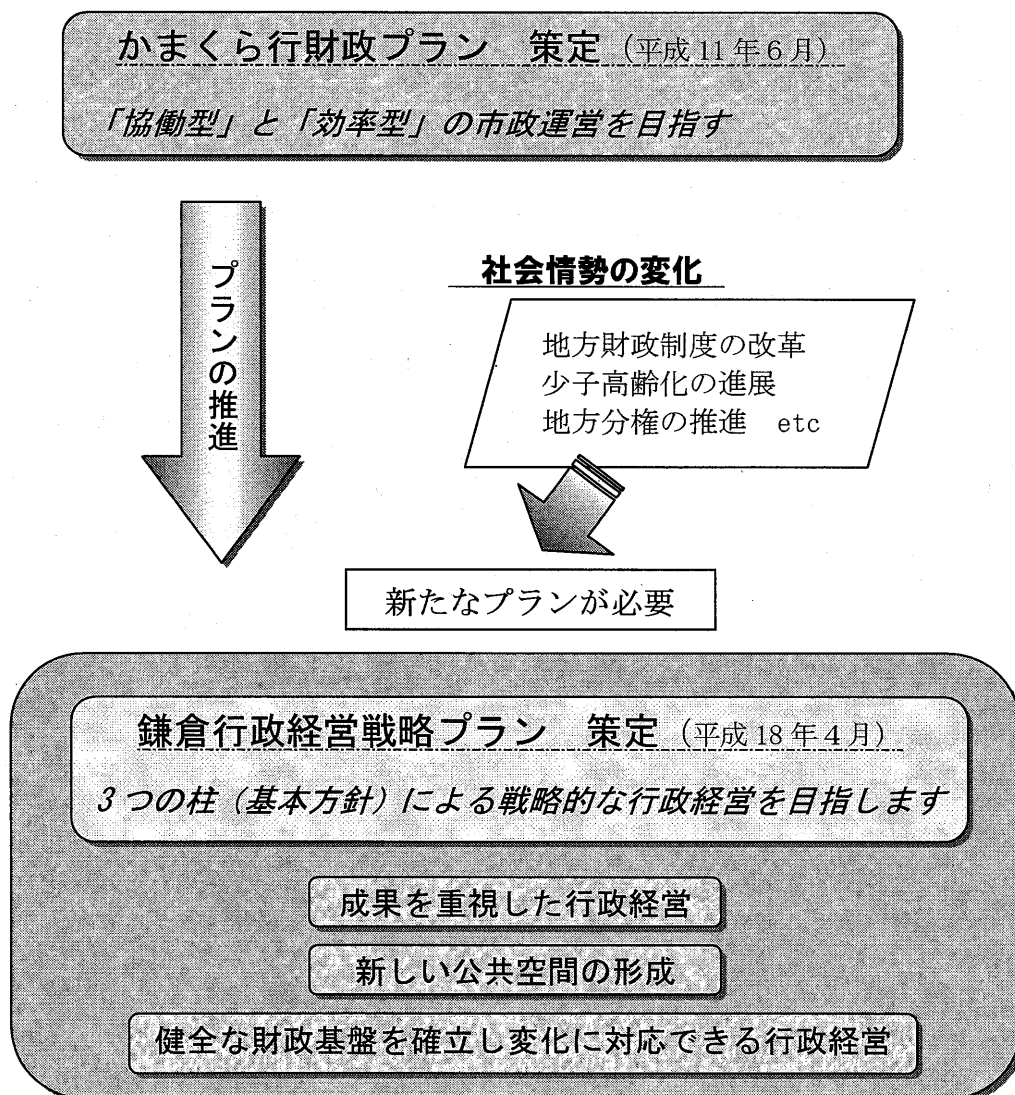 かまくら行財政プラン　策定（平成11年6月）
「協働型」と「効率型」の市政運営を目指す
プランの推進
社会情勢の変化
地方財政制度の改革
少子高齢化の進展
地方分権の推進　etc
新たなプランが必要
鎌倉行政経営戦略プラン　策定（平成18年4月）
3つの柱（基本方針）による戦略的な行政経営を目指します
成果を重視した行政経営
新しい公共空間の形成
健全な財政基盤を確立し変化に対応できる行政経営